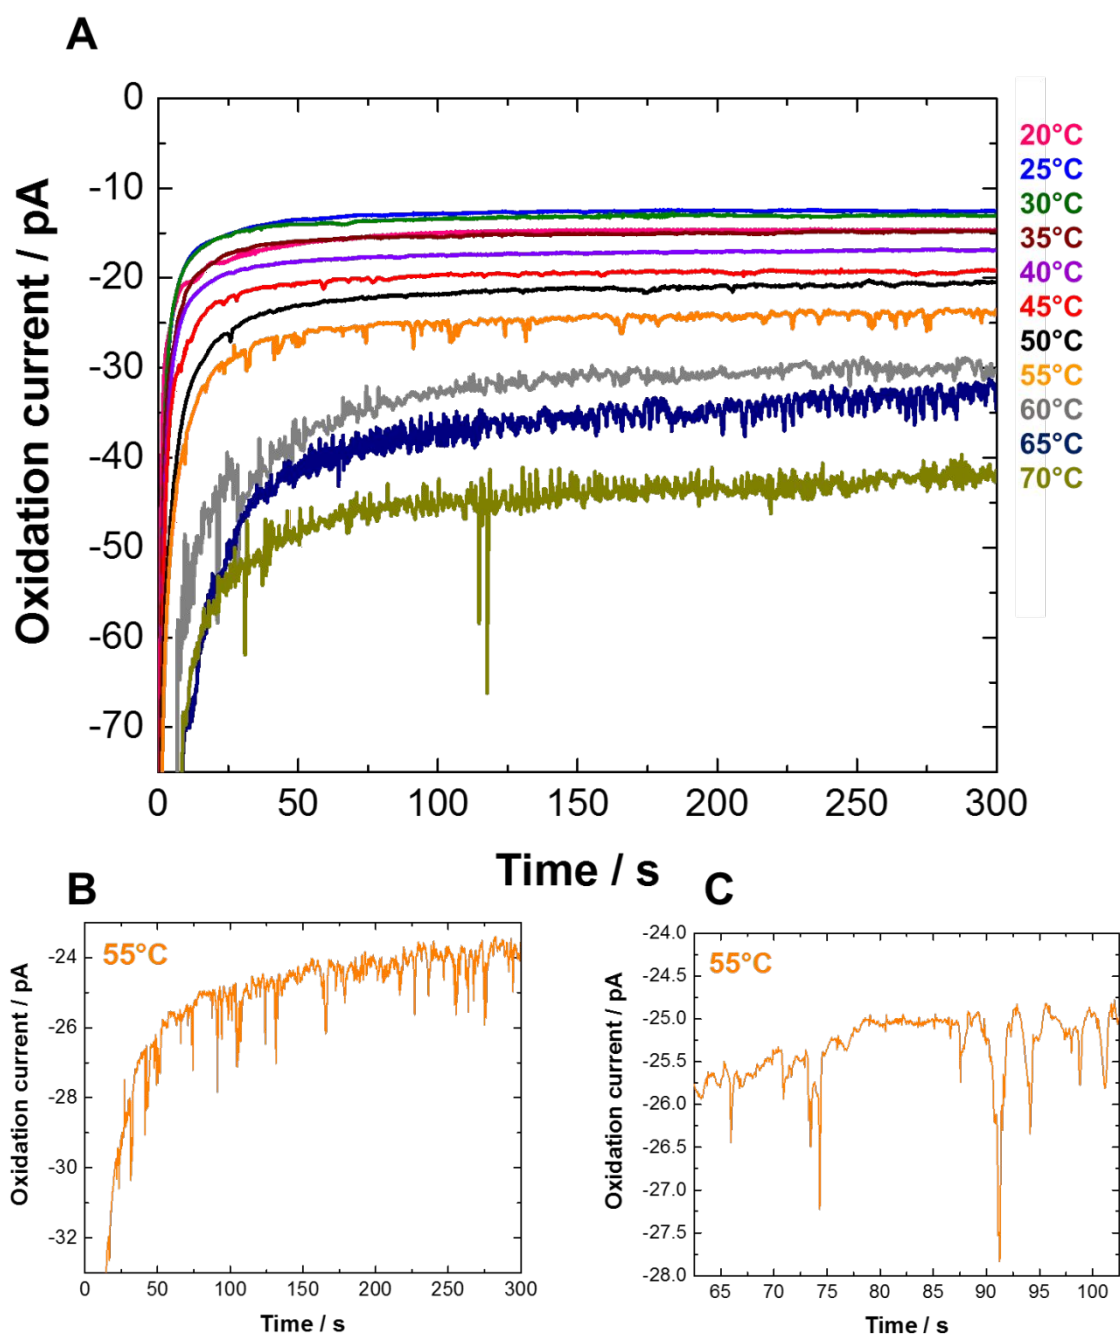 A
Oxidation current / pA
0
-10
-20
-30
-40
-50
-60
-70
0 50 100 150 200 250 300
Time / s
20°C
25°C
30°C
35°C
40°C
45°C
50°C
55°C
60°C
65°C
70°C
B
55°C
Oxidation current / pA
-24
-26
-28
-30
-32
0 50 100 150 200 250 300
Time / s
C
55°C
Oxidation current / pA
-24.0
-24.5
-25.0
-25.5
-26.0
-26.5
-27.0
-27.5
-28.0
65 70 75 80 85 90 95 100
Time / s